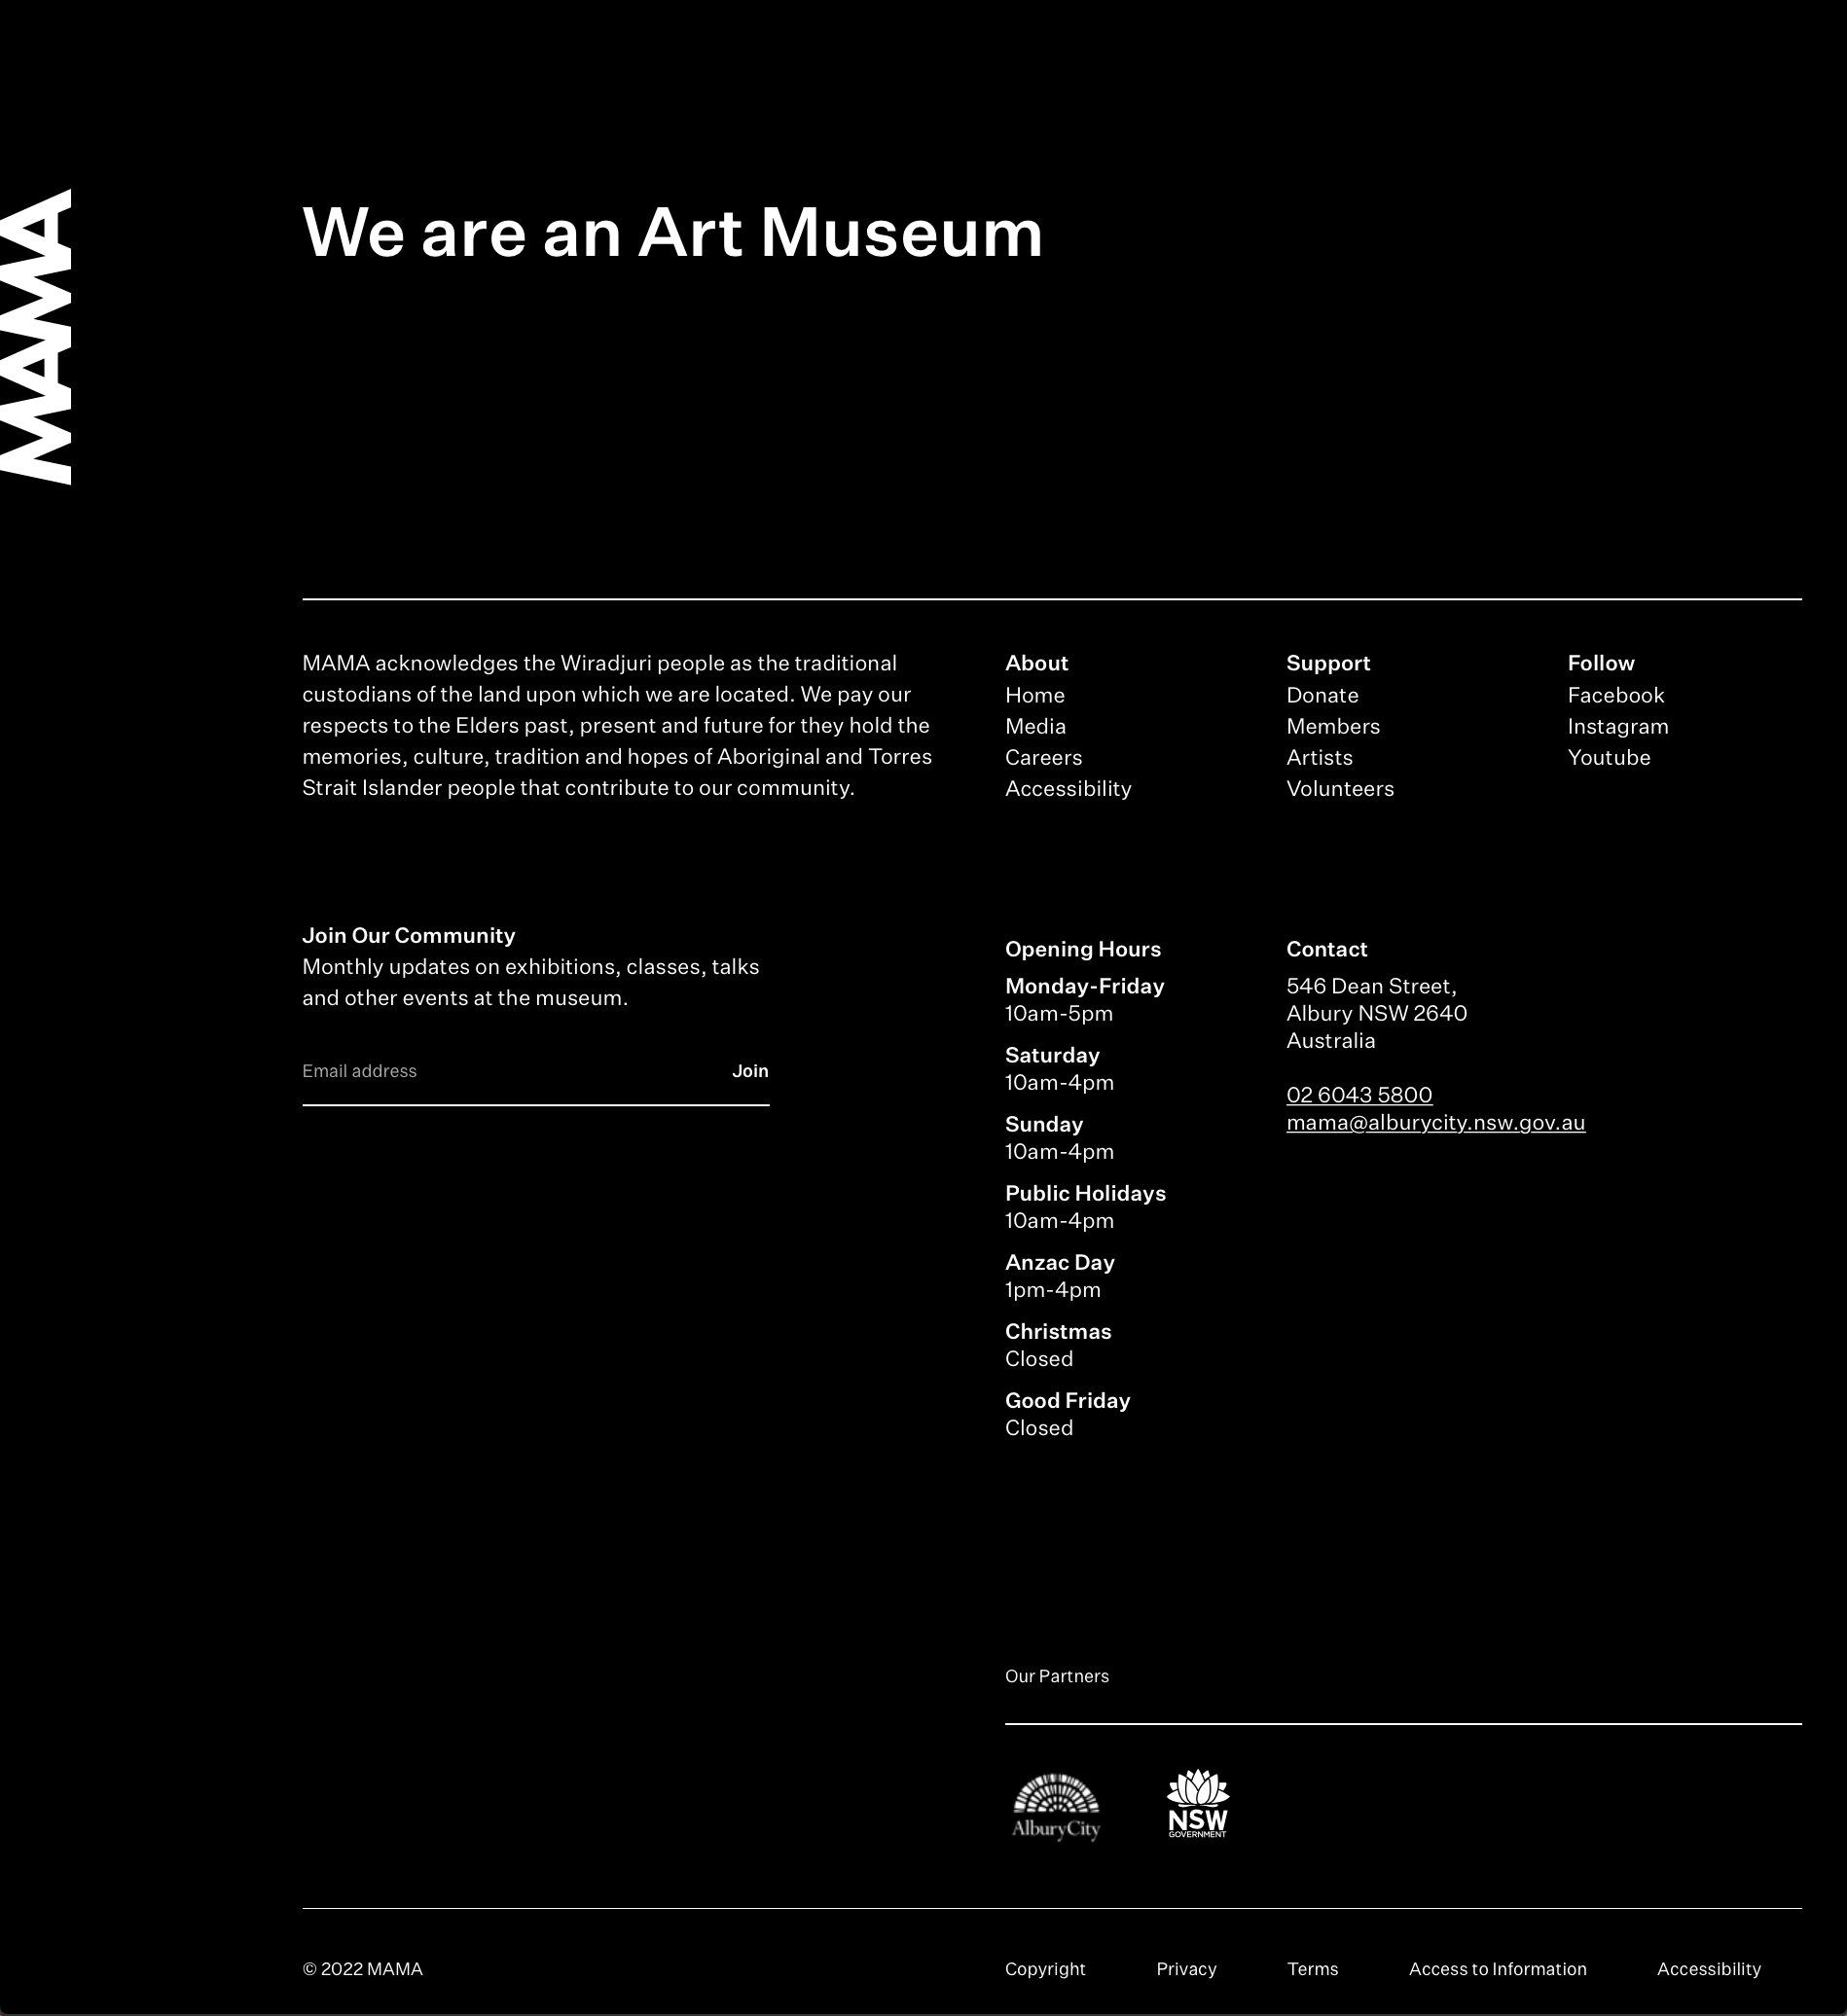 MAMA
We are an Art Museum
MAMA acknowledges the Wiradjuri people as the traditional
custodians of the land upon which we are located. We pay our
respects to the Elders past, present and future for they hold the
memories, culture, tradition and hopes of Aboriginal and Torres
Strait Islander people that contribute to our community.
About
Home
Media
Careers
Accessibility
Support
Donate
Members
Artists
Volunteers
Follow
Facebook
Instagram
Youtube
Join Our Community
Monthly updates on exhibitions, classes, talks
and other events at the museum.
Email address
Join
Opening Hours
Monday-Friday
10am-5pm
Saturday
10am-4pm
Sunday
10am-4pm
Public Holidays
10am-4pm
Anzac Day
1pm-4pm
Christmas
Closed
Good Friday
Closed
Contact
546 Dean Street,
Albury NSW 2640
Australia
02 6043 5800
mama@alburycity.nsw.gov.au
Our Partners
AlburyCity
NSW
GOVERNMENT
© 2022 MAMA
Copyright
Privacy
Terms
Access to Information
Accessibility